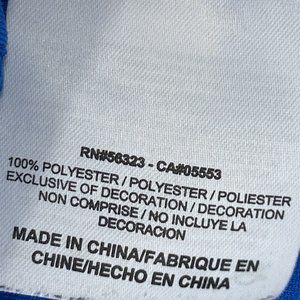 RN#56323 - CA#05553
100% POLYESTER / POLYESTER / POLIESTER
EXCLUSIVE OF DECORATION / DECORATION
NON COMPRISE / NO INCLUYE LA
DECORACION
MADE IN CHINA/FABRIQUE EN
CHINE/HECHO EN CHINA